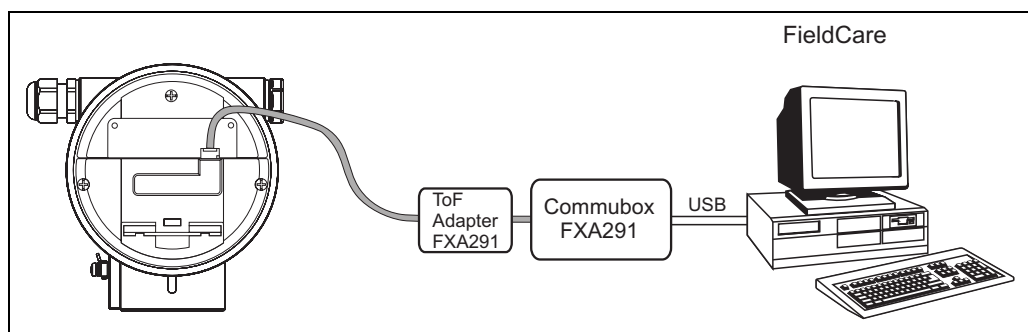 FieldCare
ToF
Adapter
FXA291
Commubox
FXA291
USB